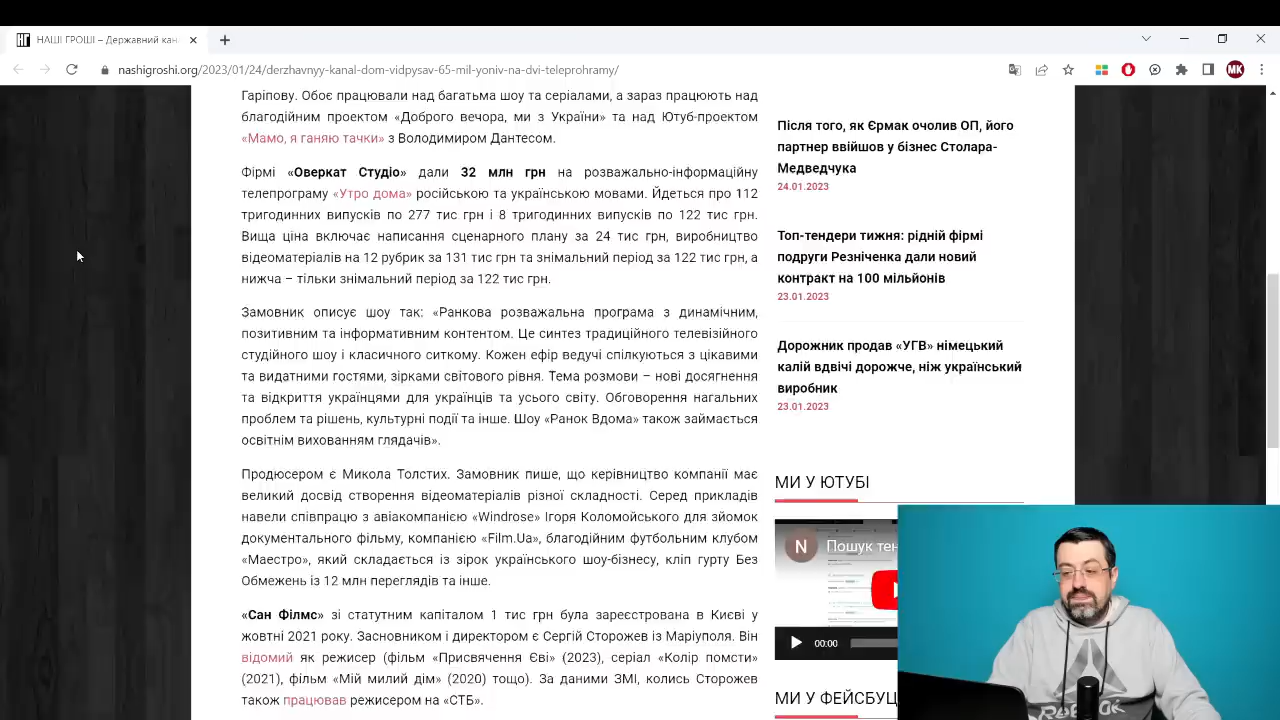 НАШІ ГРОШІ – Державний кан
nashigroshi.org/2023/01/24/derzhavnyy-kanal-dom-vidpysav-65-mil-yoniv-na-dvi-teleprohramy/
MK
Гаріпову. Обоє працювали над багатьма шоу та серіалами, а зараз працюють над
благодійним проектом «Доброго вечора, ми з України» та над Ютуб-проектом
«Мамо, я ганяю тачки» з Володимиром Дантесом.
Фірмі «Оверкат Студіо» дали 32 млн грн на розважально-інформаційну
телепрограму «Утро дома» російською та українською мовами. Йдеться про 112
тригодинних випусків по 277 тис грн і 8 тригодинних випусків по 122 тис грн.
Вища ціна включає написання сценарного плану за 24 тис грн, виробництво
відеоматеріалів на 12 рубрик за 131 тис грн та знімальний період за 122 тис грн, а
нижча – тільки знімальний період за 122 тис грн.
Замовник описує шоу так: «Ранкова розважальна програма з динамічним,
позитивним та інформативним контентом. Це синтез традиційного телевізійного
студійного шоу і класичного ситкому. Кожен ефір ведучі спілкуються з цікавими
та видатними гостями, зірками світового рівня. Тема розмови – нові досягнення
та відкриття українцями для українців та усього світу. Обговорення нагальних
проблем та рішень, культурні події та інше. Шоу «Ранок Вдома» також займається
освітнім вихованням глядачів».
Продюсером є Микола Толстих. Замовник пише, що керівництво компанії має
великий досвід створення відеоматеріалів різної складності. Серед прикладів
навели співпрацю з авіакомпанією «Windrose» Ігоря Коломойського для зйомок
документального фільму, компанією «Film.Ua», благодійним футбольним клубом
«Маестро», який складається із зірок українського шоу-бізнесу, кліп гурту Без
Обмежень із 12 млн переглядів та інше.
«Сан Філмз» зі статутним капіталом 1 тис грн була зареєстрована в Києві у
жовтні 2021 року. Засновником і директором є Сергій Сторожев із Маріуполя. Він
відомий як режисер (фільм «Присвячення Єві» (2023), серіал «Колір помсти»
(2021), фільм «Мій милий дім» (2020) тощо). За даними ЗМІ, колись Сторожев
також працював режисером на «СТБ».
Після того, як Єрмак очолив ОП, його
партнер ввійшов у бізнес Столара-
Медведчука
24.01.2023
Топ-тендери тижня: рідній фірмі
подруги Резніченка дали новий
контракт на 100 мільйонів
23.01.2023
Дорожник продав «УГВ» німецький
калій вдвічі дорожче, ніж український
виробник
23.01.2023
МИ У ЮТУБІ
N
Пошук тен
00:00
МИ У ФЕЙСБУЦ
Reebok